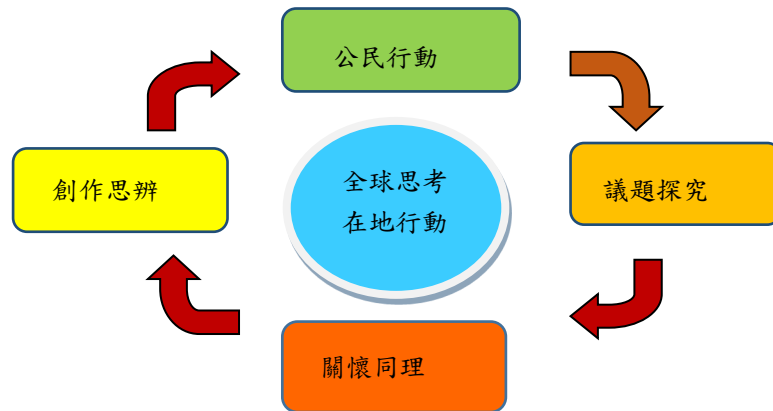 公民行動
創作思辨
全球思考
在地行動
議題探究
關懷同理